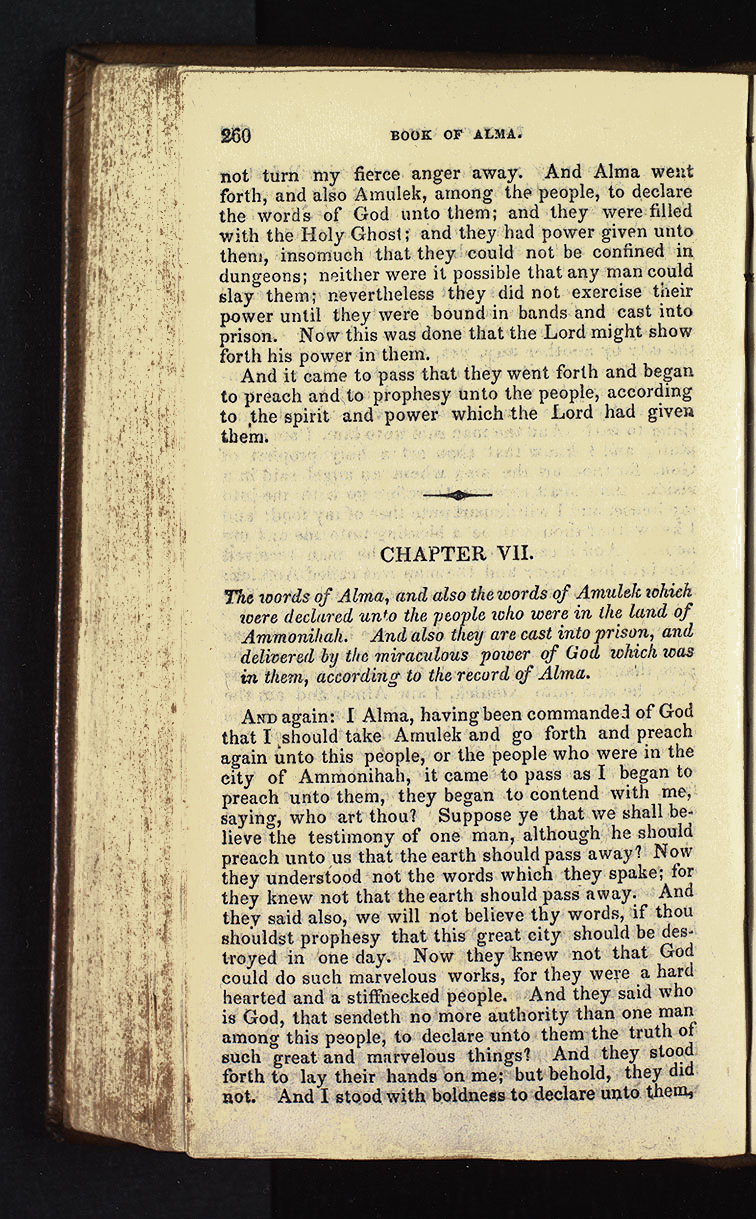 260
BOOK OF ALMA.
not turn my fierce anger away. And Alma went
forth, and also Amulek, among the people, to declare
the words of God unto them; and they were filled
with the Holy Ghost; and they had power given unto
them, insomuch that they could not be confined in
dungeons; neither were it possible that any man could
slay them; nevertheless they did not exercise their
power until they were bound in bands and cast into
prison. Now this was done that the Lord might show
forth his power in them.
And it came to pass that they went forth and began
to preach and to prophesy unto the people, according
to the spirit and power which the Lord had given
them.
CHAPTER VII.
The words of Alma, and also the words of Amulek which
were declared unto the people who were in the land of
Ammonihah. And also they are cast into prison, and
delivered by the miraculous power of God which was
in them, according to the record of Alma.
AND again: I Alma, having been commanded of God
that I should take Amulek and go forth and preach
again unto this people, or the people who were in the
city of Ammonihah, it came to pass as I began to
preach unto them, they began to contend with me,
saying, who art thou? Suppose ye that we shall be-
lieve the testimony of one man, although he should
preach unto us that the earth should pass away? Now
they understood not the words which they spake; for
they knew not that the earth should pass away. And
they said also, we will not believe thy words, if thou
shouldst prophesy that this great city should be des-
troyed in one day. Now they knew not that God
could do such marvelous works, for they were a hard
hearted and a stiffnecked people. And they said who
is God, that sendeth no more authority than one man
among this people, to declare unto them the truth of
such great and marvelous things? And they stood
forth to lay their hands on me; but behold, they did
not. And I stood with boldness to declare unto them,